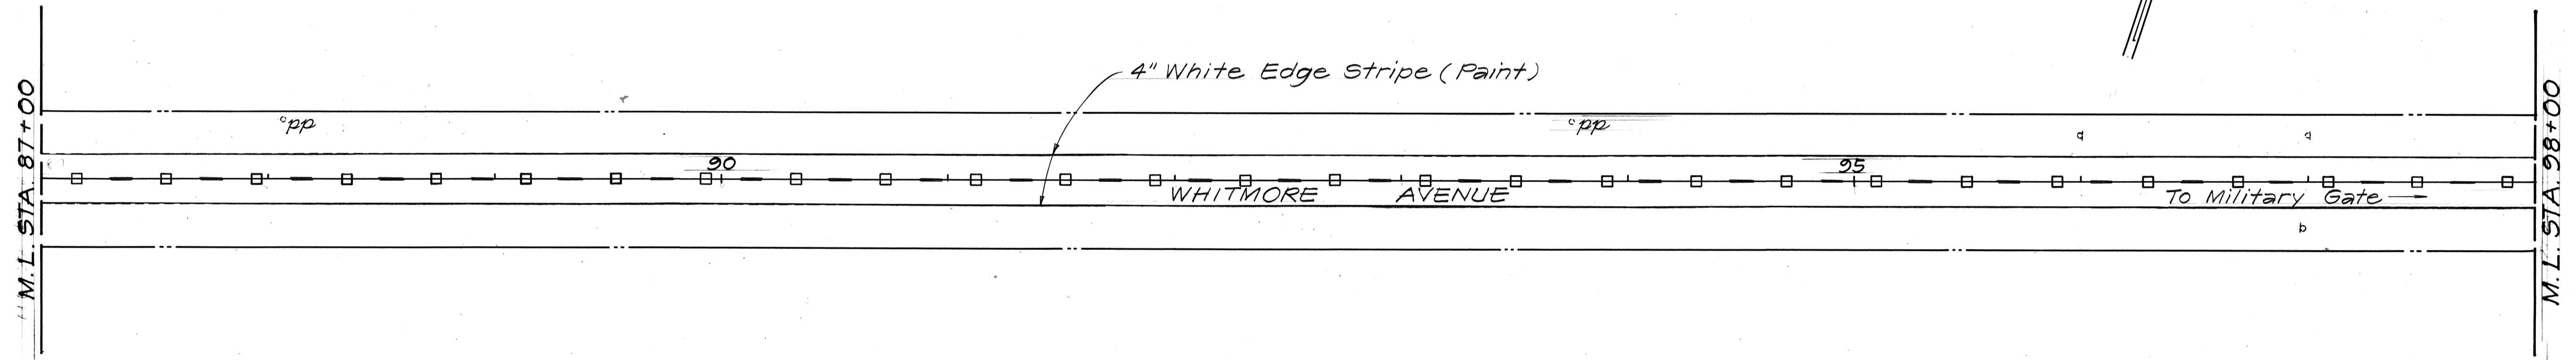 4" White Edge Stripe (Paint)
M.L. STA. 87+00
pp
pp
90
95
WHITMORE AVENUE
To Military Gate
M.L. STA. 98+00